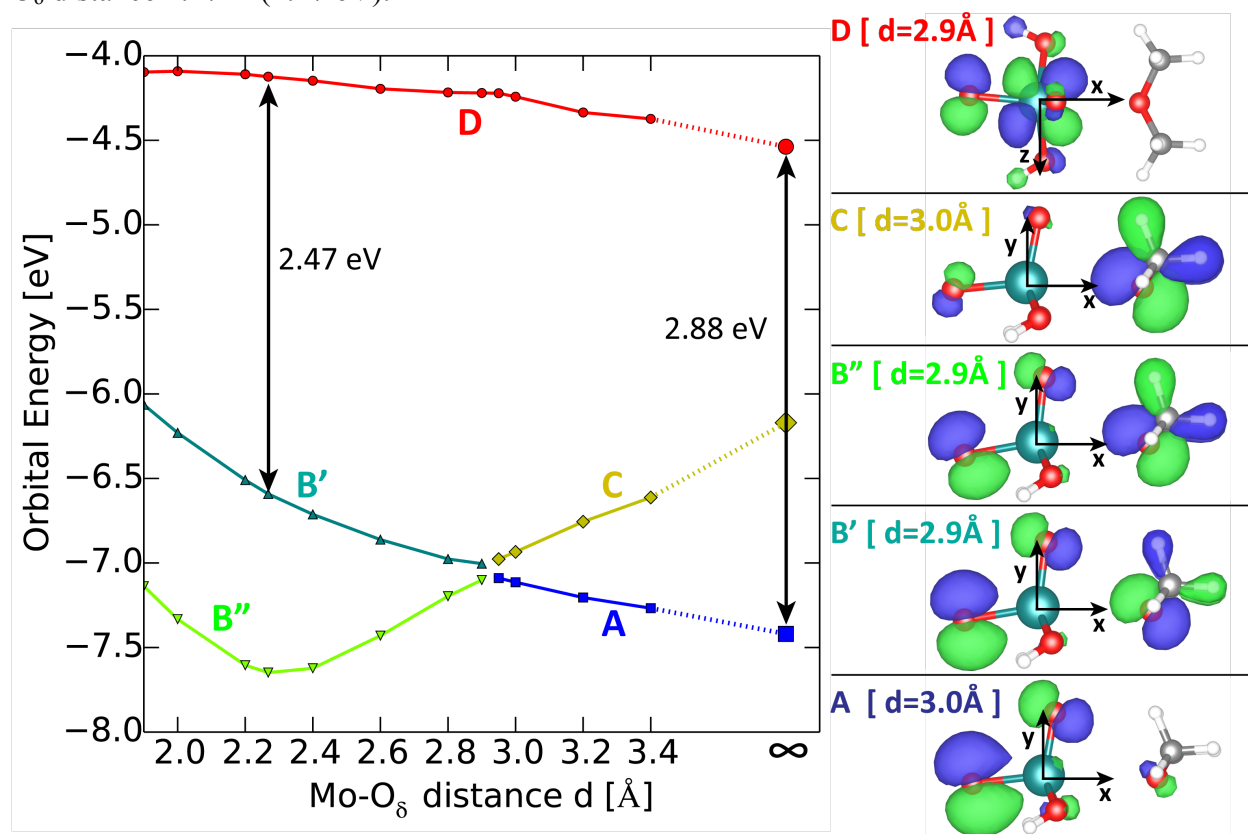 D [ d=2.9Å ]
−4.0
−4.5
−5.0
−5.5
−6.0
−6.5
−7.0
−7.5
−8.0
Orbital Energy [eV]
D
2.47 eV
2.88 eV
B’
C
B”
A
2.0 2.2 2.4 2.6 2.8 3.0 3.2 3.4 ∞
Mo-Oδ distance d [Å]
x
z
C [ d=3.0Å ]
y
x
B” [ d=2.9Å ]
y
x
B’ [ d=2.9Å ]
y
x
A [ d=3.0Å ]
y
x